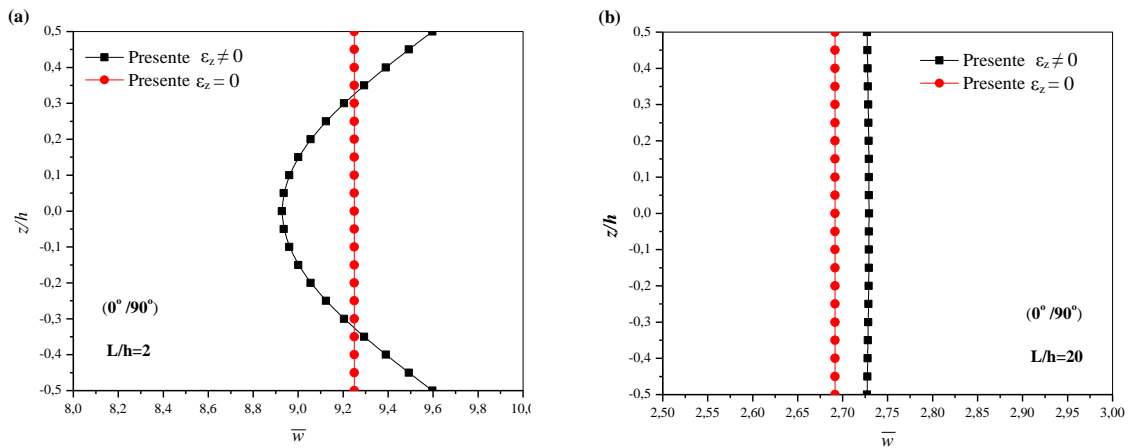 (a)
0,5
0,4
0,3
0,2
0,1
0,0
-0,1
-0,2
-0,3
-0,4
-0,5
z/h
Presente ε_z ≠ 0
Presente ε_z = 0
(0° /90°)
L/h=2
8,0 8,2 8,4 8,6 8,8 9,0 9,2 9,4 9,6 9,8 10,0
w̅
(b)
0,5
0,4
0,3
0,2
0,1
0,0
-0,1
-0,2
-0,3
-0,4
-0,5
z/h
Presente ε_z ≠ 0
Presente ε_z = 0
(0° /90°)
L/h=20
2,50 2,55 2,60 2,65 2,70 2,75 2,80 2,85 2,90 2,95 3,00
w̅